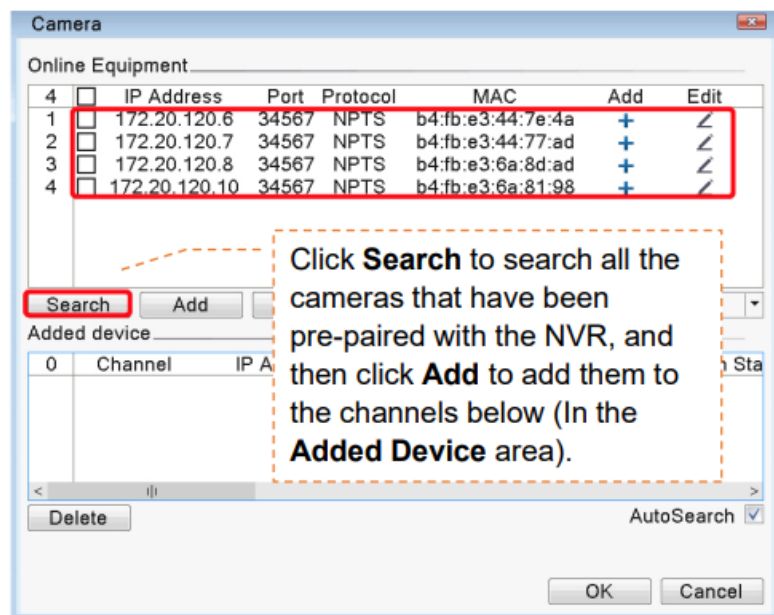 Camera
Online Equipment
4 IP Address Port Protocol MAC Add Edit
1 172.20.120.6 34567 NPTS b4:fb:e3:44:7e:4a +
2 172.20.120.7 34567 NPTS b4:fb:e3:44:77:ad +
3 172.20.120.8 34567 NPTS b4:fb:e3:6a:8d:ad +
4 172.20.120.10 34567 NPTS b4:fb:e3:6a:81:98 +
Click Search to search all the
cameras that have been
pre-paired with the NVR, and
then click Add to add them to
the channels below (In the
Added Device area).
Search Add
Added device
0 Channel IP A Sta
Delete AutoSearch
OK Cancel